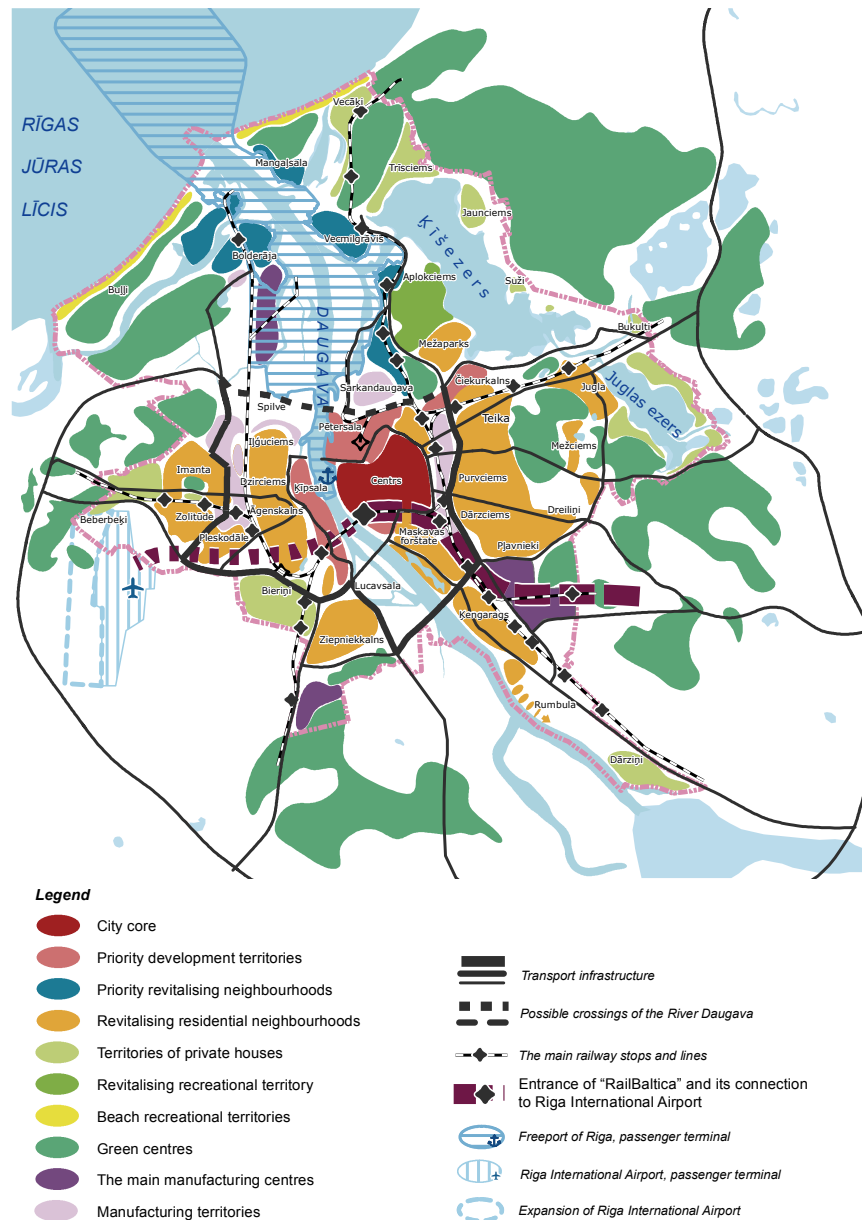 RĪGAS
JŪRAS
LĪCIS
Vecāķi
Mangaļsala
Trisciems
Jaunciems
Vecmīlgrāvis
Bolderāja
Ķīšezers
Buļļi
Aplokciems
Suži
DAUGAVA
Mežaparks
Bukulti
Čiekurkalns
Jugla
Juglas ezers
Sarkandaugava
Spilve
Pētersala
Teika
Iļģuciems
Mežciems
Imanta
Dzirciems
Ķīpsala
Centrs
Purvciems
Zolitūde
Āgenskalns
Dārzciems
Dreiliņi
Beberbeķi
Pleskodāle
Maskavas
forštate
Pļavnieki
Bieriņi
Lucavsala
Ķengarags
Ziepniekkalns
Rumbula
Dārziņi
Legend
City core
Priority development territories
Priority revitalising neighbourhoods
Revitalising residential neighbourhoods
Territories of private houses
Revitalising recreational territory
Beach recreational territories
Green centres
The main manufacturing centres
Manufacturing territories
Transport infrastructure
Possible crossings of the River Daugava
The main railway stops and lines
Entrance of “RailBaltica” and its connection
to Riga International Airport
Freeport of Riga, passenger terminal
Riga International Airport, passenger terminal
Expansion of Riga International Airport